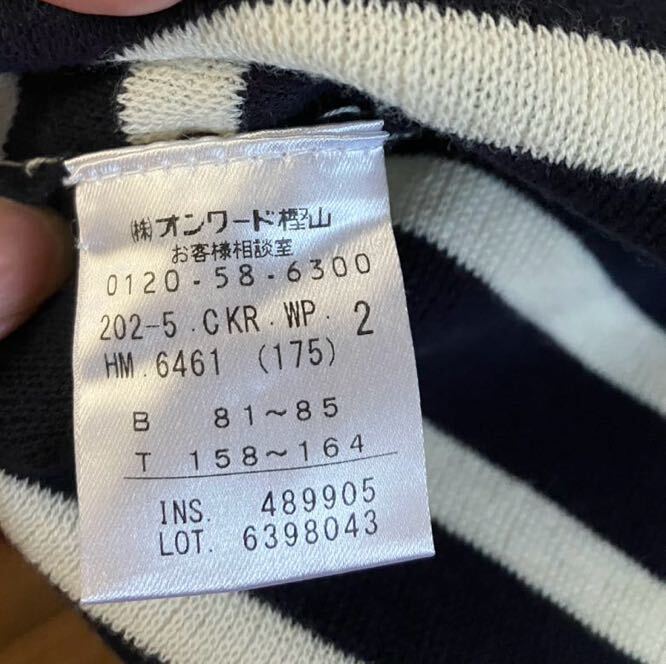 ㈱オンワード樫山
お客様相談室
0120-58-6300
202-5.CKR.WP. 2
HM.6461 (175)
B 81~85
T 158~164
INS. 489905
LOT. 6398043